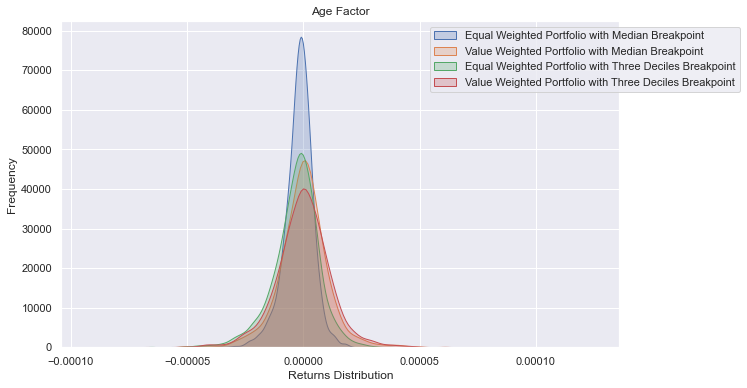 Age Factor
Equal Weighted Portfolio with Median Breakpoint
Value Weighted Portfolio with Median Breakpoint
Equal Weighted Portfolio with Three Deciles Breakpoint
Value Weighted Portfolio with Three Deciles Breakpoint
Frequency
80000
70000
60000
50000
40000
30000
20000
10000
0
−0.00010 −0.00005 0.00000 0.00005 0.00010
Returns Distribution